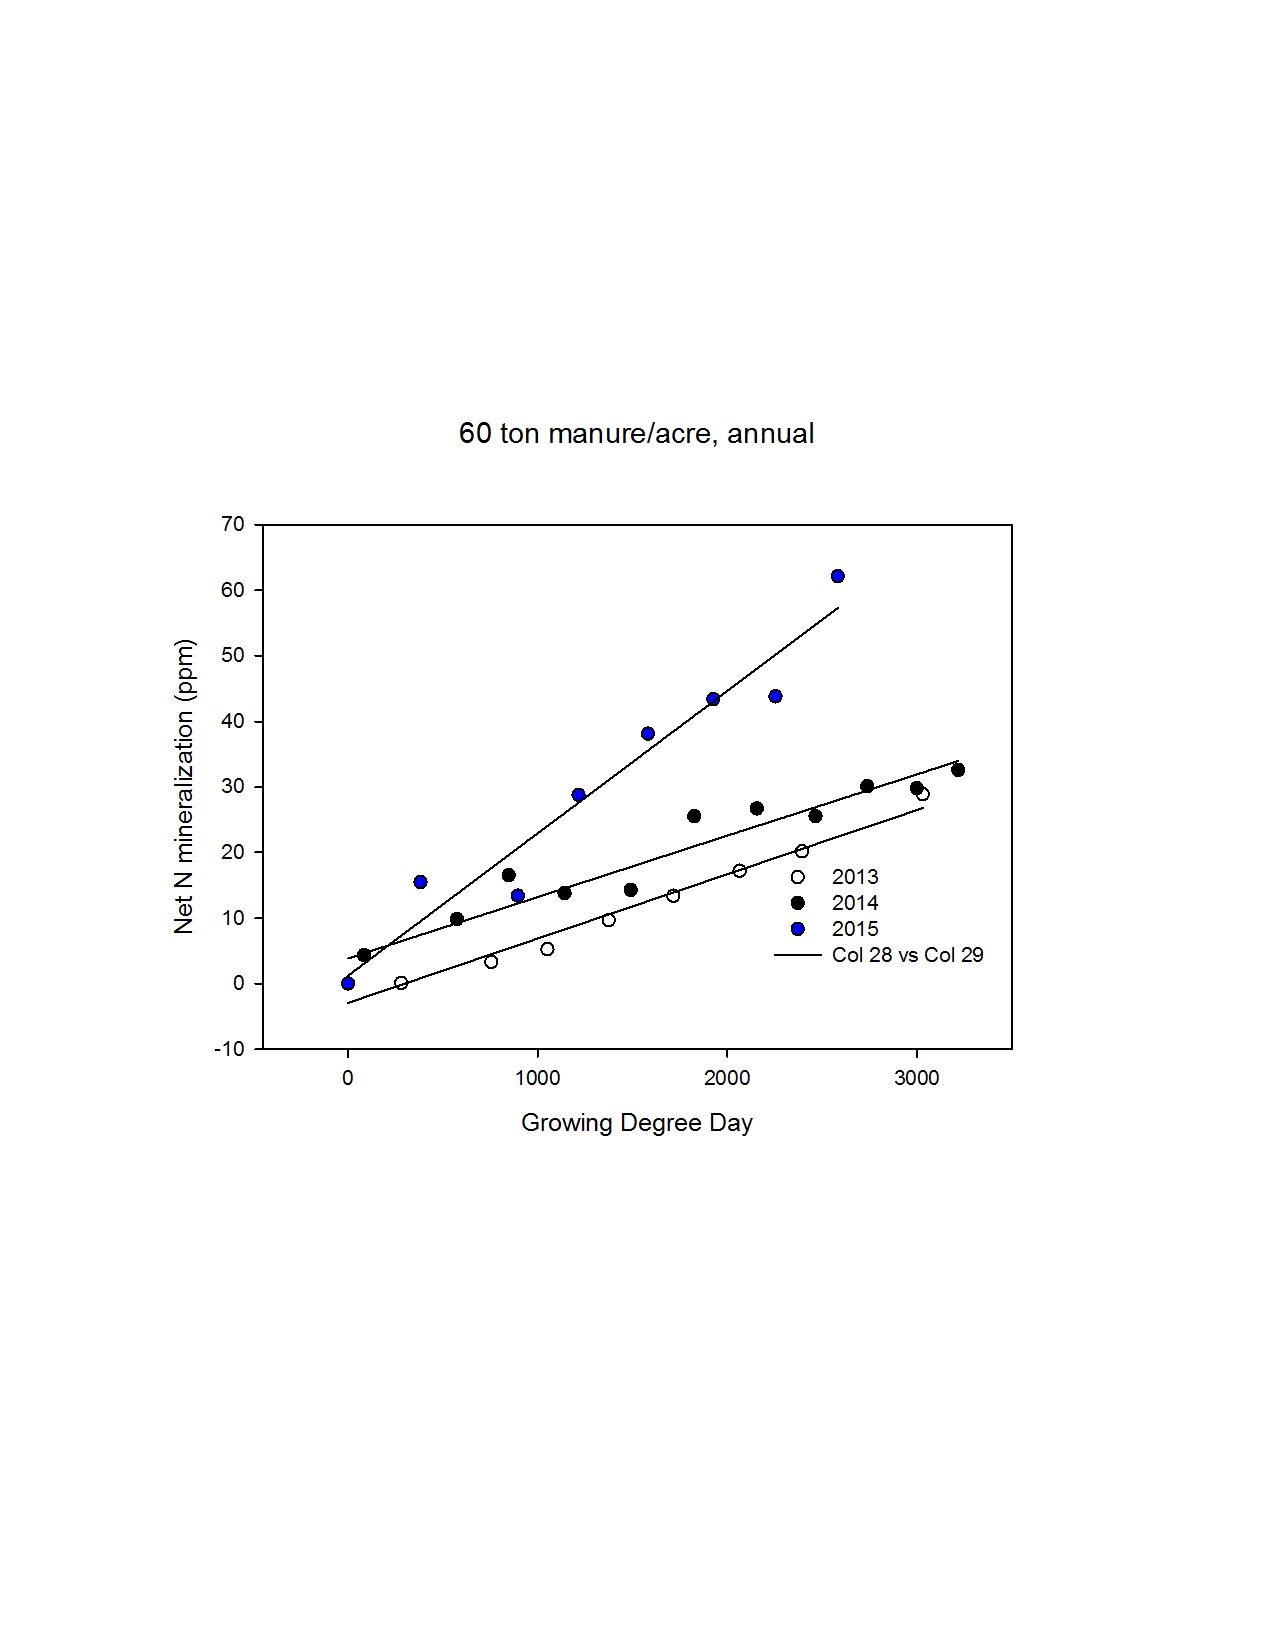 60 ton manure/acre, annual
70
60
50
40
30
20
10
0
-10
Net N mineralization (ppm)
2013
2014
2015
Col 28 vs Col 29
0 1000 2000 3000
Growing Degree Day